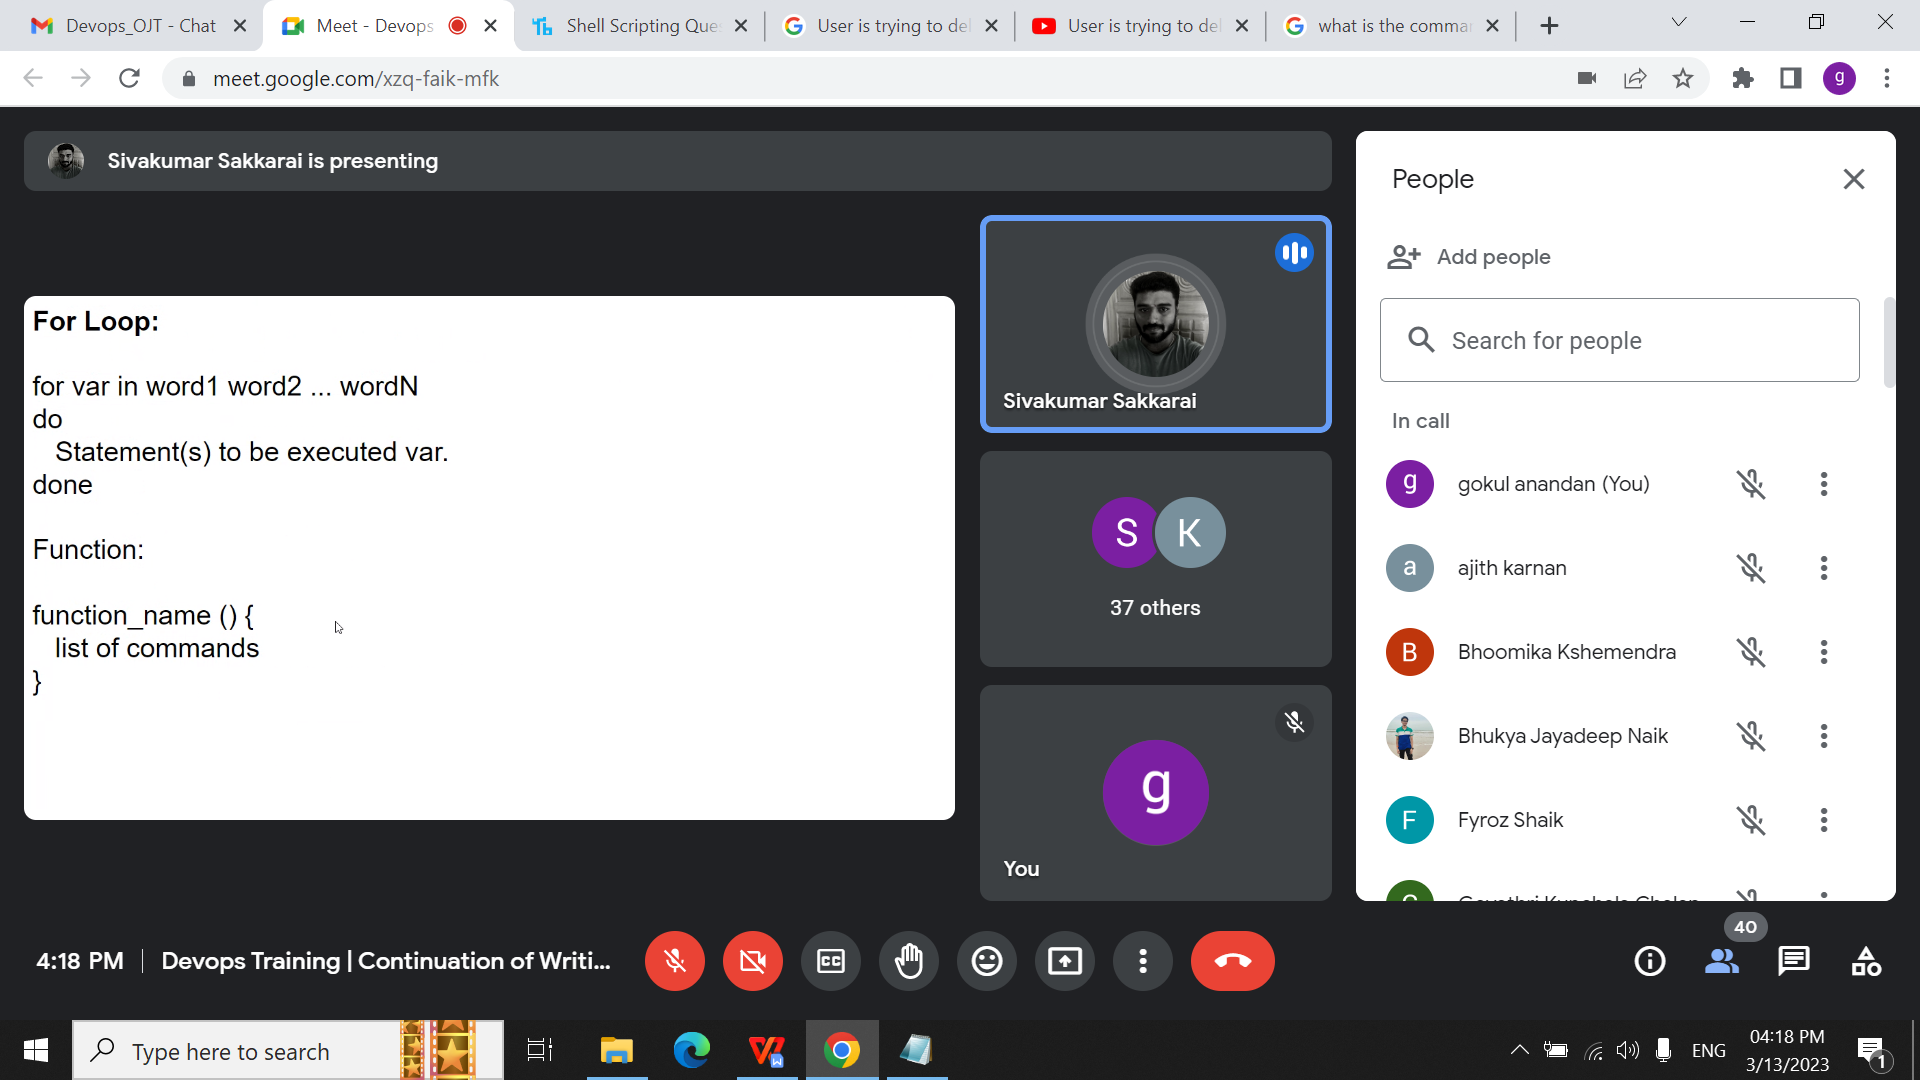 Devops_OJT - Chat
Meet - Devops
Shell Scripting Que
User is trying to del
User is trying to del
what is the comma
g
meet.google.com/xzq-faik-mfk
Sivakumar Sakkarai is presenting
For Loop:
for var in word1 word2 ... wordN
do
Statement(s) to be executed var.
done
Function:
function_name () {
list of commands
}
Sivakumar Sakkarai
S K
37 others
g
You
People
Add people
Search for people
In call
g gokul anandan (You)
a ajith karnan
B Bhoomika Kshemendra
Bhukya Jayadeep Naik
F Fyroz Shaik
40
4:18 PM
Devops Training | Continuation of Writi...
CC
Type here to search
W
ENG
04:18 PM
3/13/2023
1